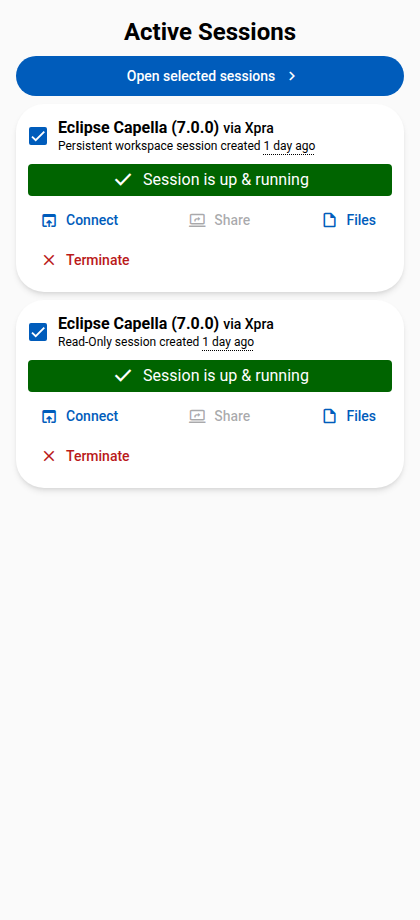 Active Sessions
Open selected sessions
Eclipse Capella (7.0.0) via Xpra
Persistent workspace session created 1 day ago
Session is up & running
Connect Share Files
Terminate
Eclipse Capella (7.0.0) via Xpra
Read-Only session created 1 day ago
Session is up & running
Connect Share Files
Terminate